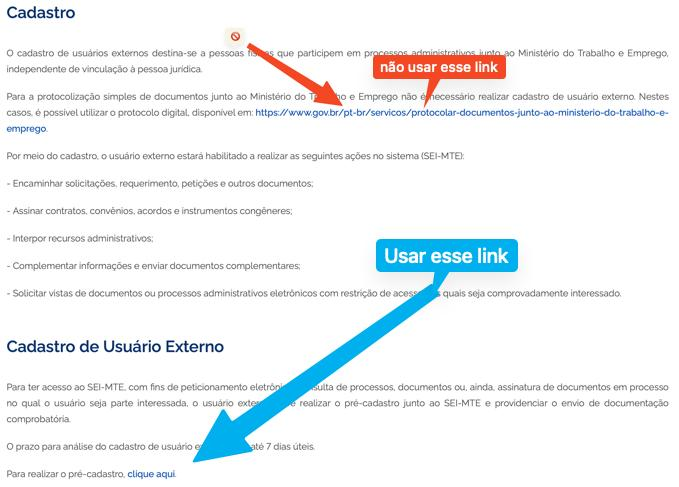 Cadastro
O cadastro de usuários externos destina-se a pessoas físicas que participem em processos administrativos junto ao Ministério do Trabalho e Emprego,
independente de vinculação à pessoa jurídica.
não usar esse link
Para a protocolização simples de documentos junto ao Ministério do Trabalho e Emprego não é necessário realizar cadastro de usuário externo. Nestes
casos, é possível utilizar o protocolo digital, disponível em: https://www.gov.br/pt-br/servicos/protocolar-documentos-junto-ao-ministerio-do-trabalho-e-
emprego.
Por meio do cadastro, o usuário externo estará habilitado a realizar as seguintes ações no sistema (SEI-MTE):
- Encaminhar solicitações, requerimento, petições e outros documentos;
- Assinar contratos, convênios, acordos e instrumentos congêneres;
- Interpor recursos administrativos;
Usar esse link
- Complementar informações e enviar documentos complementares;
- Solicitar vistas de documentos ou processos administrativos eletrônicos com restrição de acesso quais seja comprovadamente interessado.
Cadastro de Usuário Externo
Para ter acesso ao SEI-MTE, com fins de peticionamento eletrônico, consulta de processos, documentos ou, ainda, assinatura de documentos em processo
no qual o usuário seja parte interessada, o usuário externo realizar o pré-cadastro junto ao SEI-MTE e providenciar o envio de documentação
comprobatória.
O prazo para análise do cadastro de usuário até 7 dias úteis.
Para realizar o pré-cadastro, clique aqui.